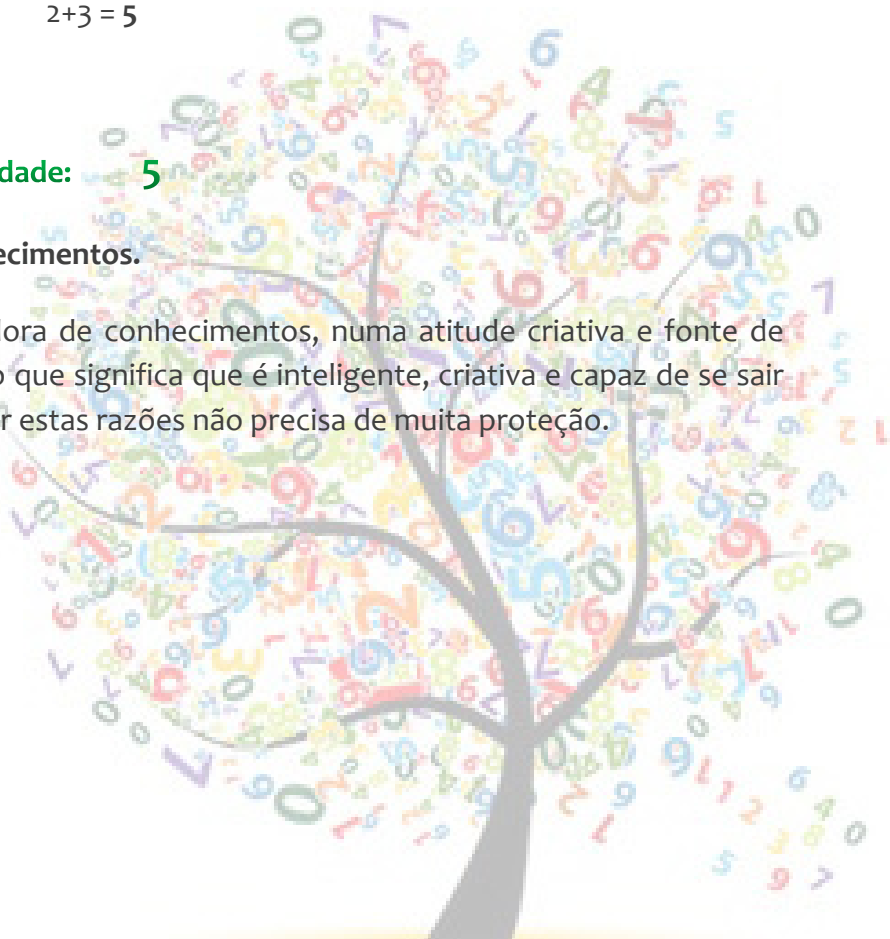 2+3 = 5
dade: 5
ecimentos.
dora de conhecimentos, numa atitude criativa e fonte de
o que significa que é inteligente, criativa e capaz de se sair
r estas razões não precisa de muita proteção.